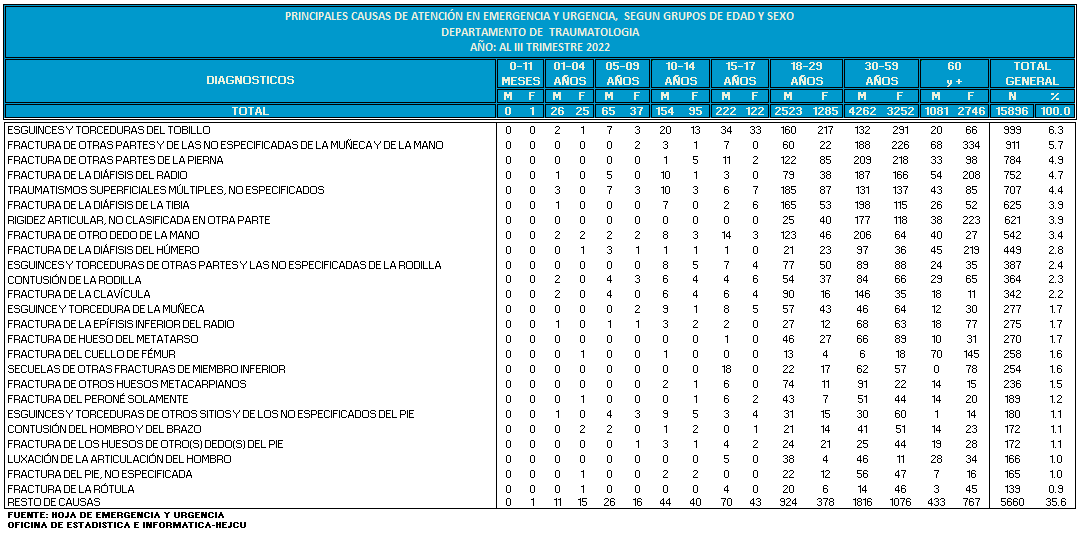 PRINCIPALES CAUSAS DE ATENCIÓN EN EMERGENCIA Y URGENCIA, SEGUN GRUPOS DE EDAD Y SEXO
DEPARTAMENTO DE TRAUMATOLOGIA
AÑO: AL III TRIMESTRE 2022
DIAGNOSTICOS 0-11 MESES 01-04 AÑOS 05-09 AÑOS 10-14 AÑOS 15-17 AÑOS 18-29 AÑOS 30-59 AÑOS 60 y + TOTAL GENERAL
M F M F M F M F M F M F M F M F N %
TOTAL 0 1 26 25 65 37 154 95 222 122 2523 1285 4262 3252 1081 2746 15896 100.0
ESGUINCES Y TORCEDURAS DEL TOBILLO 0 0 2 1 7 3 20 13 34 33 160 217 132 291 20 66 999 6.3
FRACTURA DE OTRAS PARTES Y DE LAS NO ESPECIFICADAS DE LA MUÑECA Y DE LA MANO 0 0 0 0 0 2 3 1 7 0 60 22 188 226 68 334 911 5.7
FRACTURA DE OTRAS PARTES DE LA PIERNA 0 0 0 0 0 0 1 5 11 2 122 85 209 218 33 98 784 4.9
FRACTURA DE LA DIÁFISIS DEL RADIO 0 0 1 0 5 0 10 1 3 0 79 38 187 166 54 208 752 4.7
TRAUMATISMOS SUPERFICIALES MÚLTIPLES, NO ESPECIFICADOS 0 0 3 0 7 3 10 3 6 7 185 87 131 137 43 85 707 4.4
FRACTURA DE LA DIÁFISIS DE LA TIBIA 0 0 1 0 0 0 7 0 2 6 165 53 198 115 26 52 625 3.9
RIGIDEZ ARTICULAR, NO CLASIFICADA EN OTRA PARTE 0 0 0 0 0 0 0 0 0 0 25 40 177 118 38 223 621 3.9
FRACTURA DE OTRO DEDO DE LA MANO 0 0 2 2 2 2 8 3 14 3 123 46 206 64 40 27 542 3.4
FRACTURA DE LA DIÁFISIS DEL HÚMERO 0 0 0 1 3 1 1 1 1 0 21 23 97 36 45 219 449 2.8
ESGUINCES Y TORCEDURAS DE OTRAS PARTES Y LAS NO ESPECIFICADAS DE LA RODILLA 0 0 0 0 0 0 8 5 7 4 77 50 89 88 24 35 387 2.4
CONTUSIÓN DE LA RODILLA 0 0 2 0 4 3 6 4 4 6 54 37 84 66 29 65 364 2.3
FRACTURA DE LA CLAVÍCULA 0 0 2 0 4 0 6 4 6 4 90 16 146 35 18 11 342 2.2
ESGUINCE Y TORCEDURA DE LA MUÑECA 0 0 0 0 0 2 9 1 8 5 57 43 46 64 12 30 277 1.7
FRACTURA DE LA EPÍFISIS INFERIOR DEL RADIO 0 0 1 0 1 1 3 2 2 0 27 12 68 63 18 77 275 1.7
FRACTURA DE HUESO DEL METATARSO 0 0 0 0 0 0 0 0 1 0 46 27 66 89 10 31 270 1.7
FRACTURA DEL CUELLO DE FÉMUR 0 0 0 1 0 0 1 0 0 0 13 4 6 18 70 145 258 1.6
SECUELAS DE OTRAS FRACTURAS DE MIEMBRO INFERIOR 0 0 0 0 0 0 0 0 18 0 22 17 62 57 0 78 254 1.6
FRACTURA DE OTROS HUESOS METACARPIANOS 0 0 0 0 0 0 2 1 6 0 74 11 91 22 14 15 236 1.5
FRACTURA DEL PERONÉ SOLAMENTE 0 0 0 1 0 0 0 1 6 2 43 7 51 44 14 20 189 1.2
ESGUINCES Y TORCEDURAS DE OTROS SITIOS Y DE LOS NO ESPECIFICADOS DEL PIE 0 0 1 0 4 3 9 5 3 4 31 15 30 60 1 14 180 1.1
CONTUSIÓN DEL HOMBRO Y DEL BRAZO 0 0 0 2 2 0 1 2 0 1 21 14 41 51 14 23 172 1.1
FRACTURA DE LOS HUESOS DE OTRO(S) DEDO(S) DEL PIE 0 0 0 0 0 1 3 1 4 2 24 21 25 44 19 28 172 1.1
LUXACIÓN DE LA ARTICULACIÓN DEL HOMBRO 0 0 0 0 0 0 0 0 5 0 38 4 46 11 28 34 166 1.0
FRACTURA DEL PIE, NO ESPECIFICADA 0 0 0 1 0 0 2 2 0 0 22 12 56 47 7 16 165 1.0
FRACTURA DE LA RÓTULA 0 0 0 1 0 0 0 0 4 0 20 6 14 46 3 45 139 0.9
RESTO DE CAUSAS 0 1 11 15 26 16 44 40 70 43 924 378 1816 1076 433 767 5660 35.6
FUENTE: HOJA DE EMERGENCIA Y URGENCIA
OFICINA DE ESTADISTICA E INFORMATICA-HEJCU